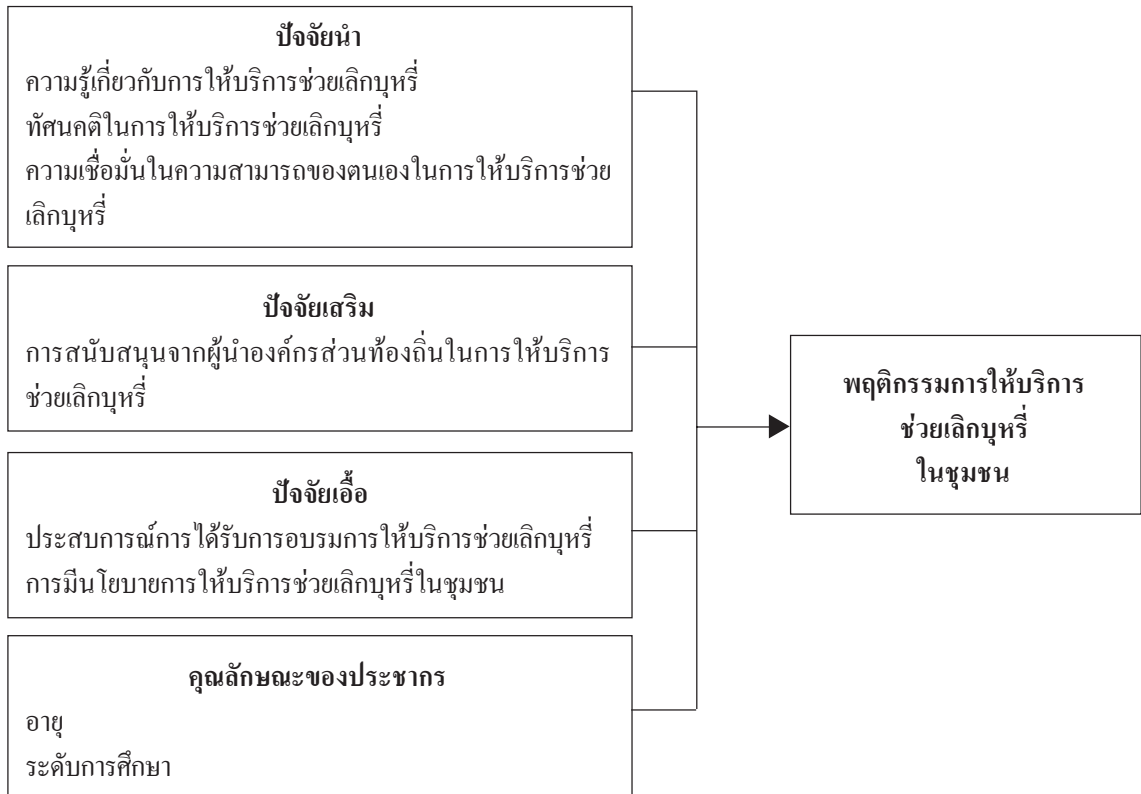 ปัจจัยนำ
ความรู้เกี่ยวกับการให้บริการช่วยเลิกบุหรี่
ทัศนคติในการให้บริการช่วยเลิกบุหรี่
ความเชื่อมั่นในความสามารถของตนเองในการให้บริการช่วย
เลิกบุหรี่
ปัจจัยเสริม
การสนับสนุนจากผู้นำองค์กรส่วนท้องถิ่นในการให้บริการ
ช่วยเลิกบุหรี่
ปัจจัยเอื้อ
ประสบการณ์การได้รับการอบรมการให้บริการช่วยเลิกบุหรี่
การมีนโยบายการให้บริการช่วยเลิกบุหรี่ในชุมชน
คุณลักษณะของประชากร
อายุ
ระดับการศึกษา
พฤติกรรมการให้บริการ
ช่วยเลิกบุหรี่
ในชุมชน